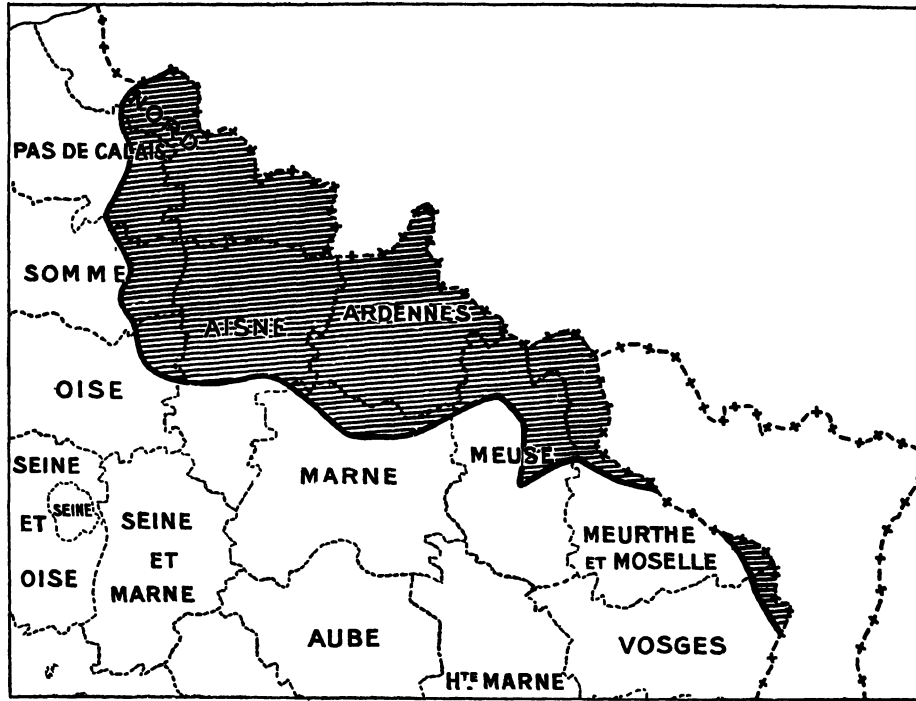 NORD
PAS DE CALAIS
SOMME
AISNE
ARDENNES
OISE
SEINE
ET
OISE
SEINE
SEINE
ET
MARNE
MARNE
MEUSE
MEURTHE
ET MOSELLE
AUBE
HTE MARNE
VOSGES